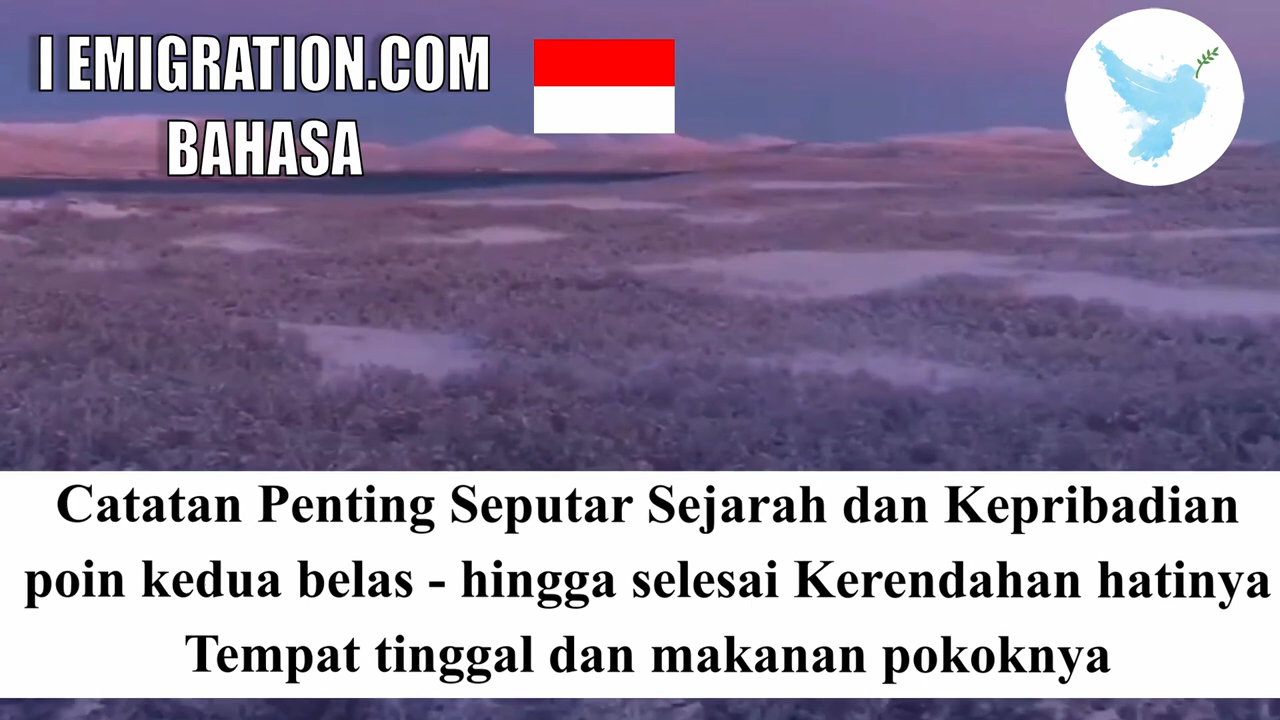 I EMIGRATION.COM
BAHASA
Catatan Penting Seputar Sejarah dan Kepribadian
poin kedua belas - hingga selesai Kerendahan hatinya
Tempat tinggal dan makanan pokoknya